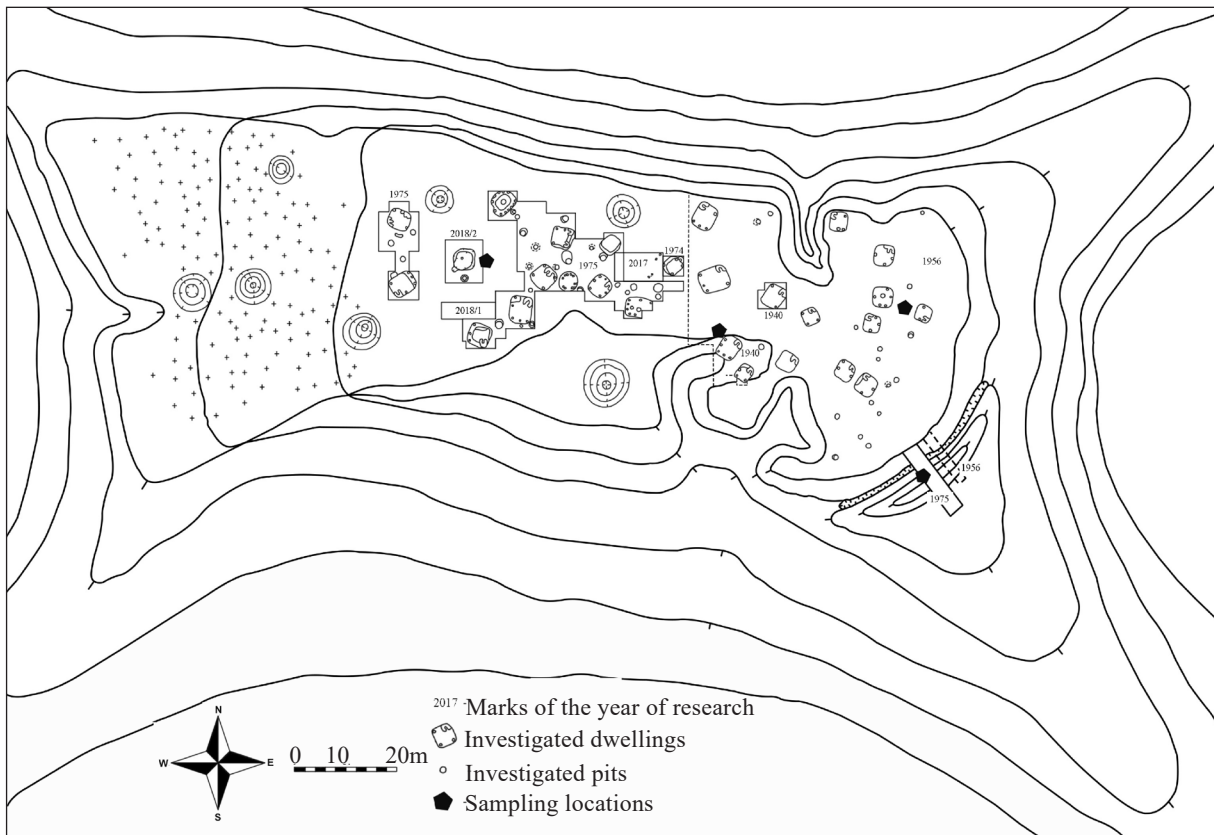 1975
2018/2
1974
2017
1975
1956
2018/1
1940
1940
1956
1975
N
W E
S
0 10 20m
2017 - Marks of the year of research
Investigated dwellings
Investigated pits
Sampling locations